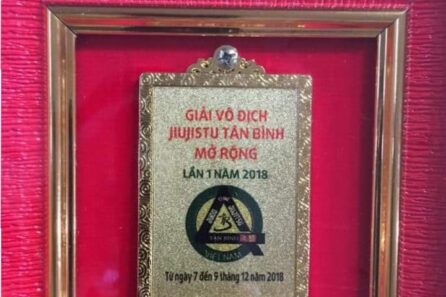 GIẢI VÔ ĐỊCH
JIUJISTU TÂN BÌNH
MỞ RỘNG
LẦN 1 NĂM 2018
TÂN BÌNH
VIỆT NAM
Từ ngày 7 đến 9 tháng 12 năm 2018